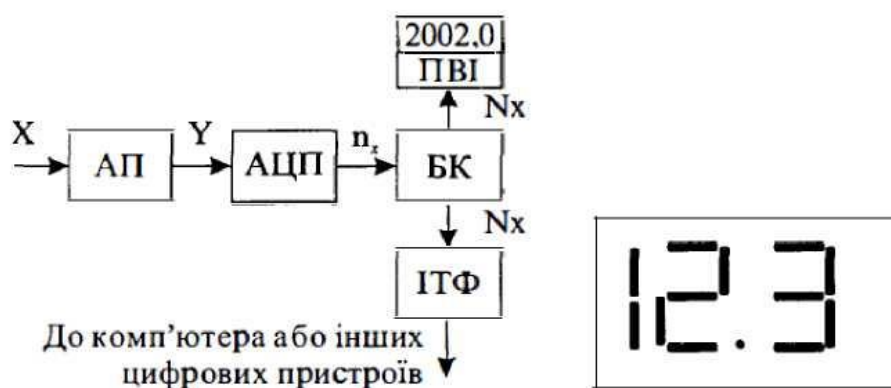 2002,0
ПВІ
Nx
X
Y
nₓ
АП
АЦП
БК
Nx
ІТФ
До комп’ютера або інших
цифрових пристроїв
12.3